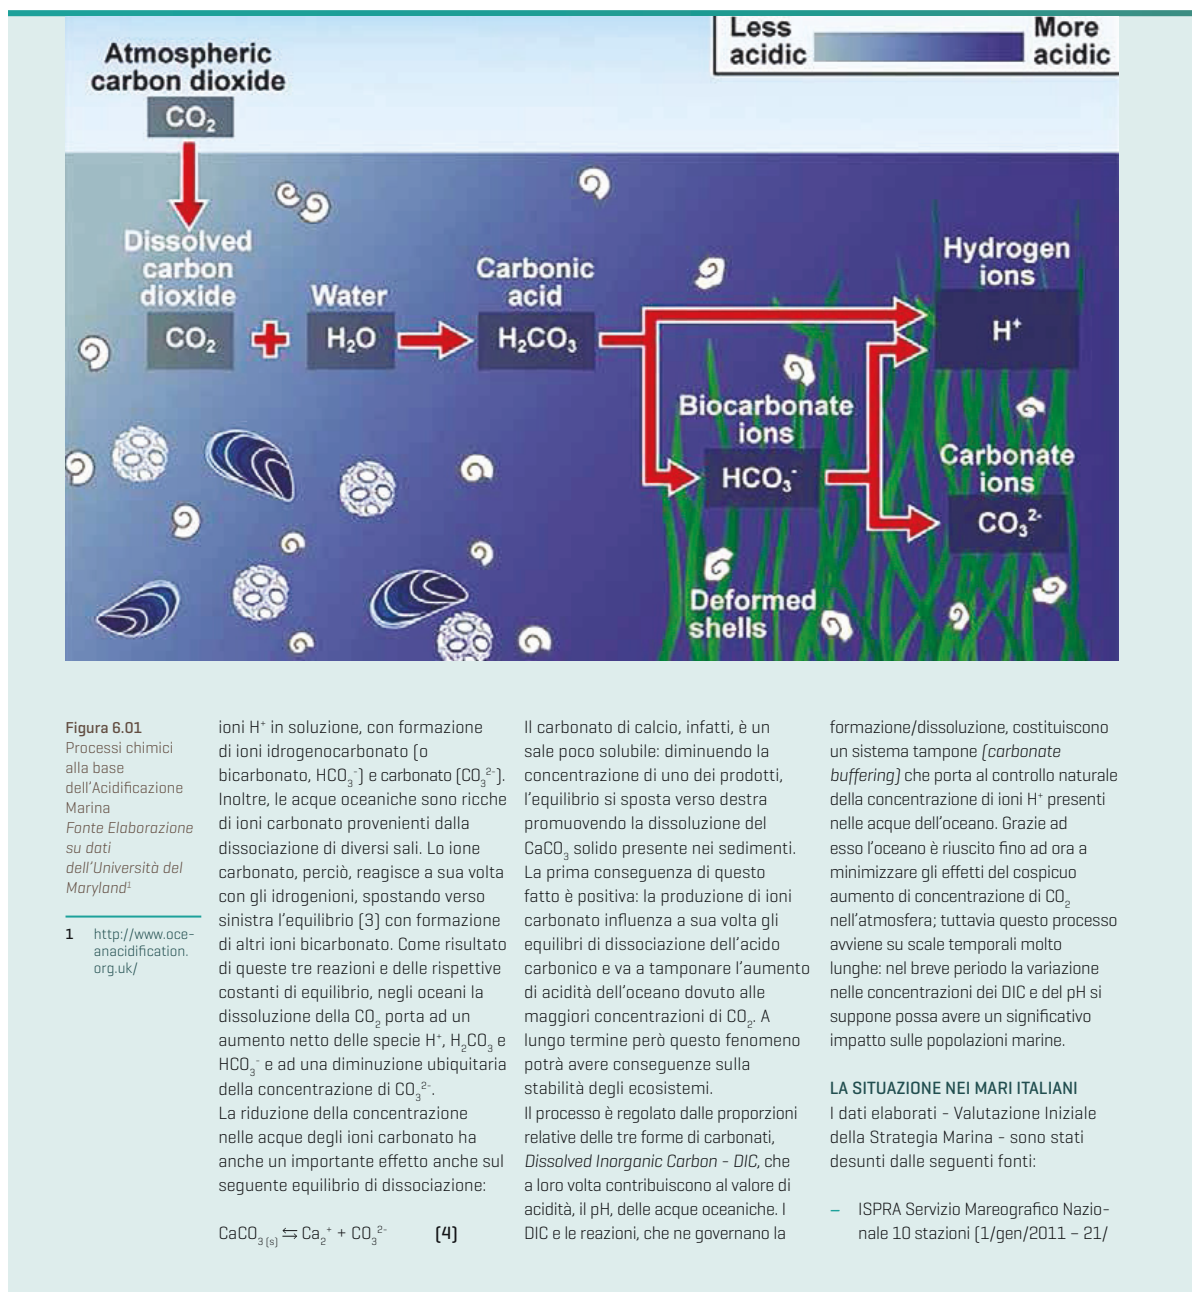 Less
acidic
More
acidic
Atmospheric
carbon dioxide
CO₂
Dissolved
carbon
dioxide
CO₂
Water
H₂O
Carbonic
acid
H₂CO₃
Hydrogen
ions
H⁺
Biocarbonate
ions
HCO₃⁻
Carbonate
ions
CO₃²⁻
Deformed
shells
Figura 6.01
Processi chimici
alla base
dell'Acidificazione
Marina
Fonte Elaborazione
su dati
dell'Università del
Maryland¹
1 http://www.oce-
anacidification.
org.uk/
ioni H⁺ in soluzione, con formazione
di ioni idrogenocarbonato (o
bicarbonato, HCO₃⁻) e carbonato (CO₃²⁻).
Inoltre, le acque oceaniche sono ricche
di ioni carbonato provenienti dalla
dissociazione di diversi sali. Lo ione
carbonato, perciò, reagisce a sua volta
con gli idrogenioni, spostando verso
sinistra l'equilibrio (3) con formazione
di altri ioni bicarbonato. Come risultato
di queste tre reazioni e delle rispettive
costanti di equilibrio, negli oceani la
dissoluzione della CO₂ porta ad un
aumento netto delle specie H⁺, H₂CO₃ e
HCO₃⁻ e ad una diminuzione ubiquitaria
della concentrazione di CO₃²⁻.
La riduzione della concentrazione
nelle acque degli ioni carbonato ha
anche un importante effetto anche sul
seguente equilibrio di dissociazione:
CaCO₃₍ₛ₎ ⇆ Ca₂⁺ + CO₃²⁻ (4)
Il carbonato di calcio, infatti, è un
sale poco solubile: diminuendo la
concentrazione di uno dei prodotti,
l'equilibrio si sposta verso destra
promuovendo la dissoluzione del
CaCO₃ solido presente nei sedimenti.
La prima conseguenza di questo
fatto è positiva: la produzione di ioni
carbonato influenza a sua volta gli
equilibri di dissociazione dell'acido
carbonico e va a tamponare l'aumento
di acidità dell'oceano dovuto alle
maggiori concentrazioni di CO₂. A
lungo termine però questo fenomeno
potrà avere conseguenze sulla
stabilità degli ecosistemi.
Il processo è regolato dalle proporzioni
relative delle tre forme di carbonati,
Dissolved Inorganic Carbon - DIC, che
a loro volta contribuiscono al valore di
acidità, il pH, delle acque oceaniche. I
DIC e le reazioni, che ne governano la
formazione/dissoluzione, costituiscono
un sistema tampone (carbonate
buffering) che porta al controllo naturale
della concentrazione di ioni H⁺ presenti
nelle acque dell'oceano. Grazie ad
esso l'oceano è riuscito fino ad ora a
minimizzare gli effetti del cospicuo
aumento di concentrazione di CO₂
nell'atmosfera; tuttavia questo processo
avviene su scale temporali molto
lunghe: nel breve periodo la variazione
nelle concentrazioni dei DIC e del pH si
suppone possa avere un significativo
impatto sulle popolazioni marine.
LA SITUAZIONE NEI MARI ITALIANI
I dati elaborati - Valutazione Iniziale
della Strategia Marina - sono stati
desunti dalle seguenti fonti:
– ISPRA Servizio Mareografico Nazio-
nale 10 stazioni (1/gen/2011 – 21/